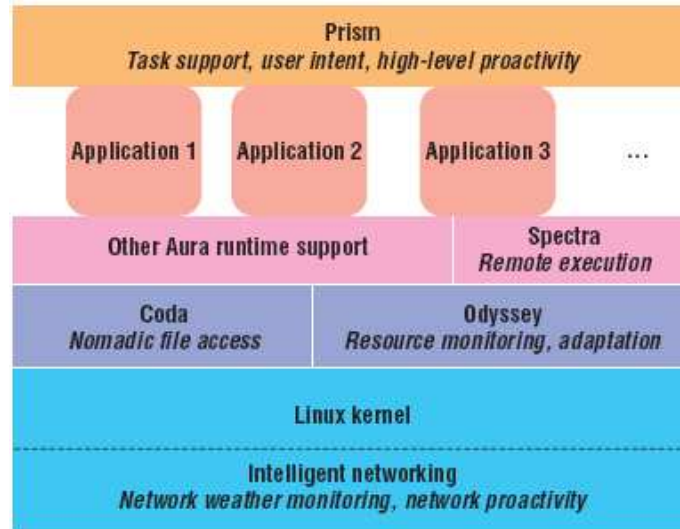 Prism
Task support, user intent, high-level proactivity
Application 1
Application 2
Application 3
...
Other Aura runtime support
Spectra
Remote execution
Coda
Nomadic file access
Odyssey
Resource monitoring, adaptation
Linux kernel
Intelligent networking
Network weather monitoring, network proactivity